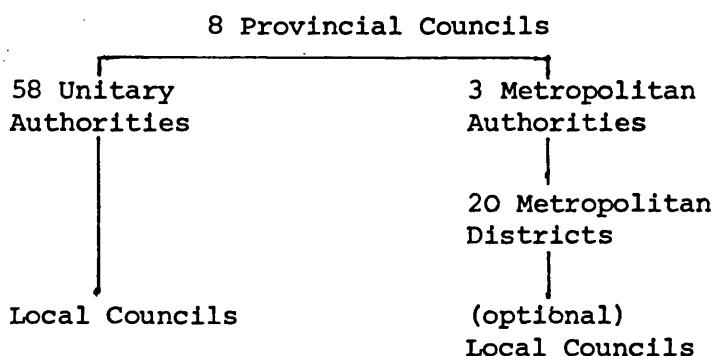 8 Provincial Councils
58 Unitary
Authorities
3 Metropolitan
Authorities
20 Metropolitan
Districts
Local Councils
(optional)
Local Councils